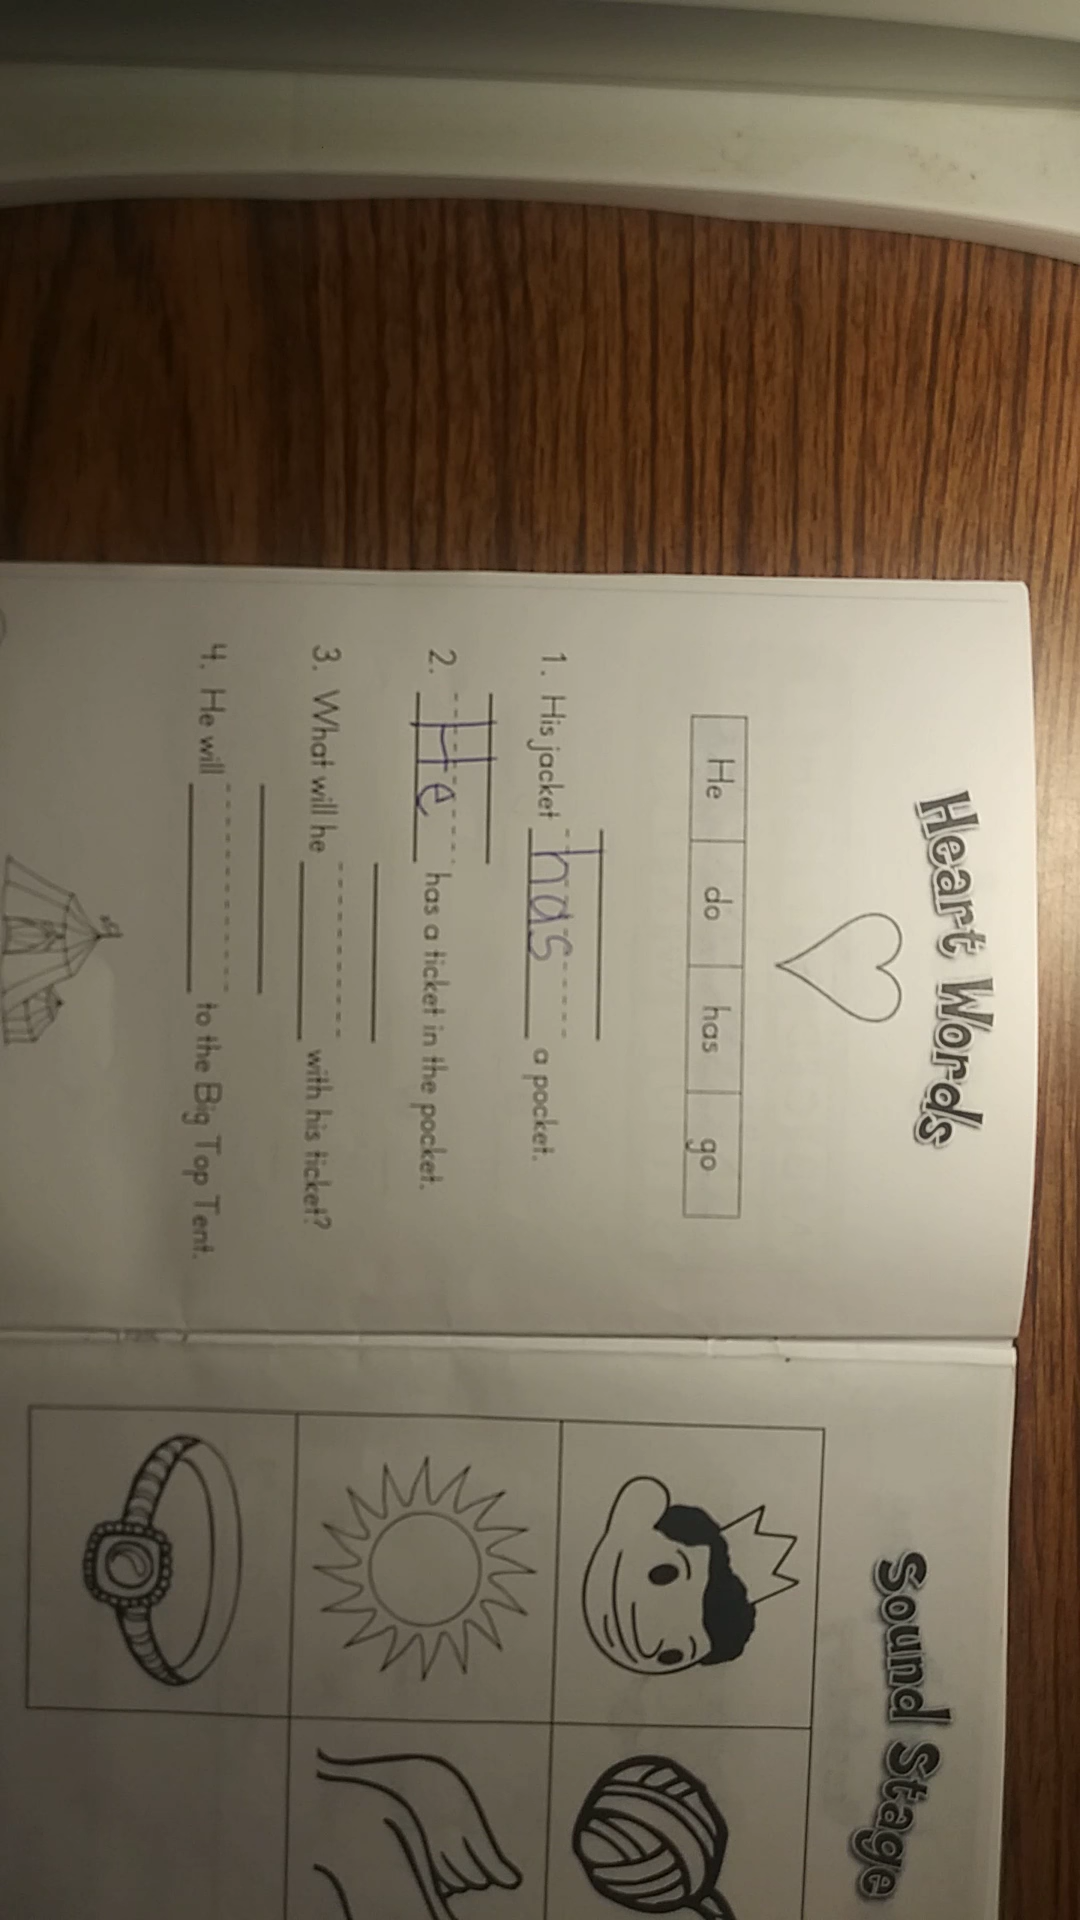 Heart Words
He do has go
1. His jacket has a pocket.
2. He has a ticket in the pocket.
3. What will he with his ticket?
4. He will to the Big Top Tent.
Sound Stage